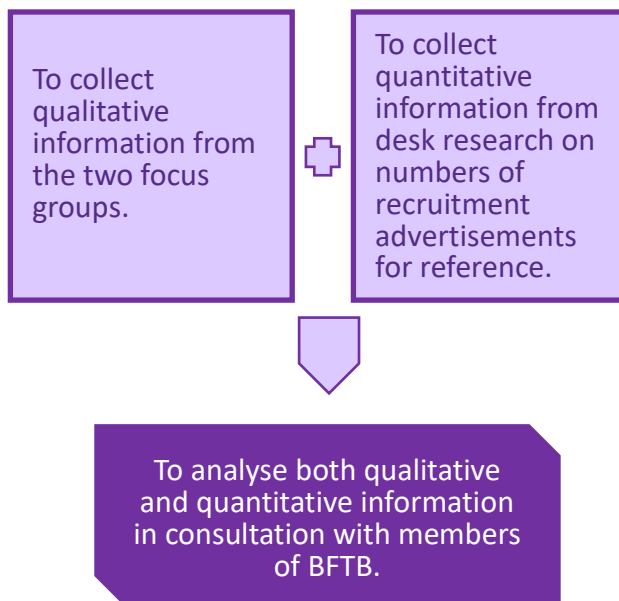 To collect
qualitative
information from
the two focus
groups.
To collect
quantitative
information from
desk research on
numbers of
recruitment
advertisements
for reference.
To analyse both qualitative
and quantitative information
in consultation with members
of BFTB.